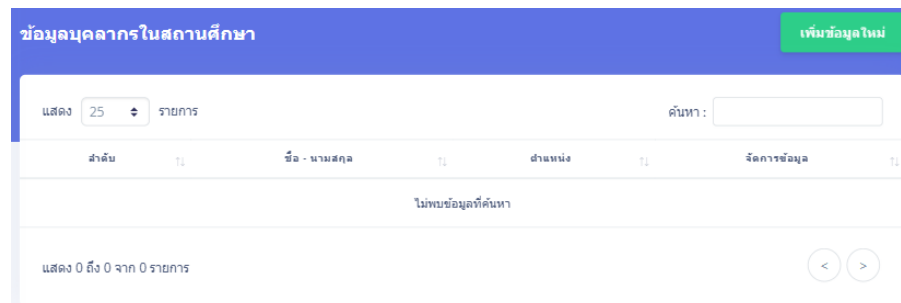 ข้อมูลบุคลากรในสถานศึกษา เพิ่มข้อมูลใหม่
แสดง 25 รายการ ค้นหา :
ลำดับ ชื่อ - นามสกุล ตำแหน่ง จัดการข้อมูล
ไม่พบข้อมูลที่ค้นหา
แสดง 0 ถึง 0 จาก 0 รายการ < >